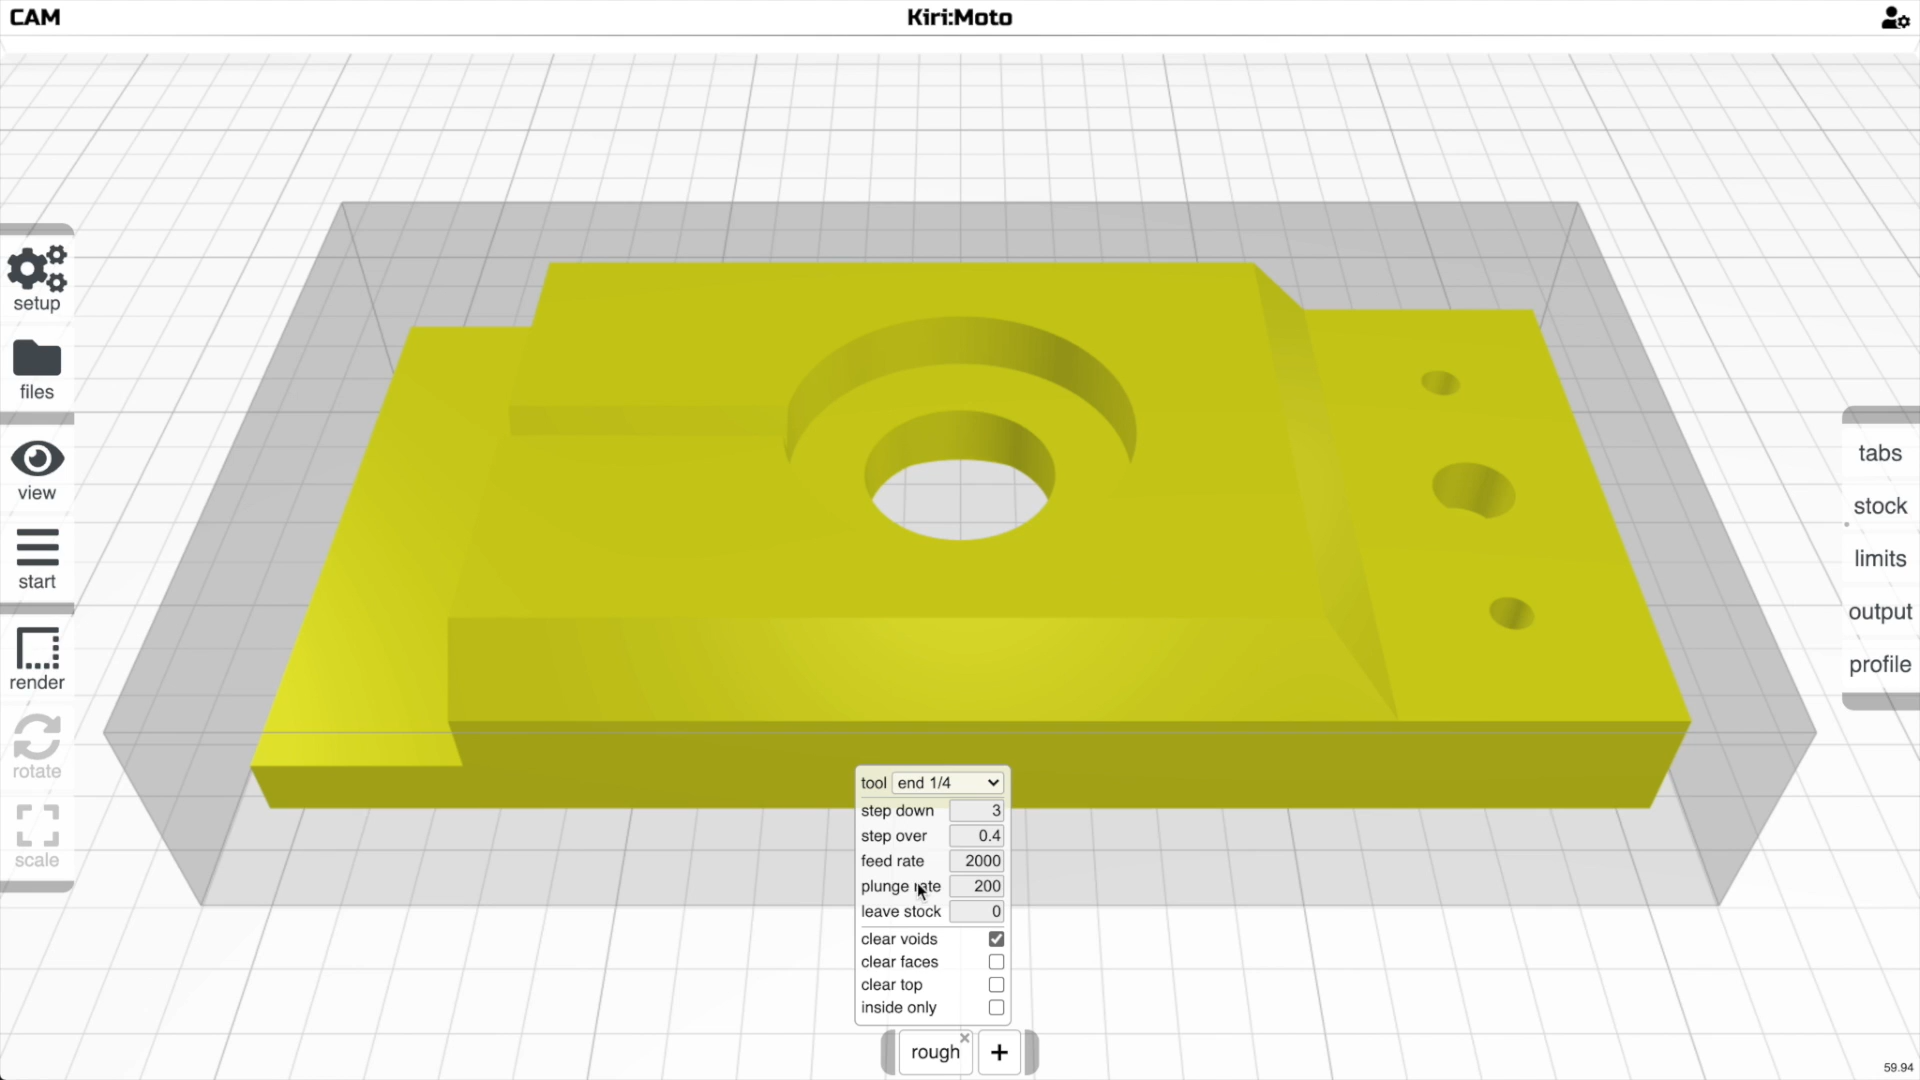 CAM
Kiri:Moto
setup
files
view
start
render
rotate
scale
tabs
stock
limits
output
profile
tool end 1/4
step down 3
step over 0.4
feed rate 2000
plunge rate 200
leave stock 0
clear voids
clear faces
clear top
inside only
rough × +
59.94